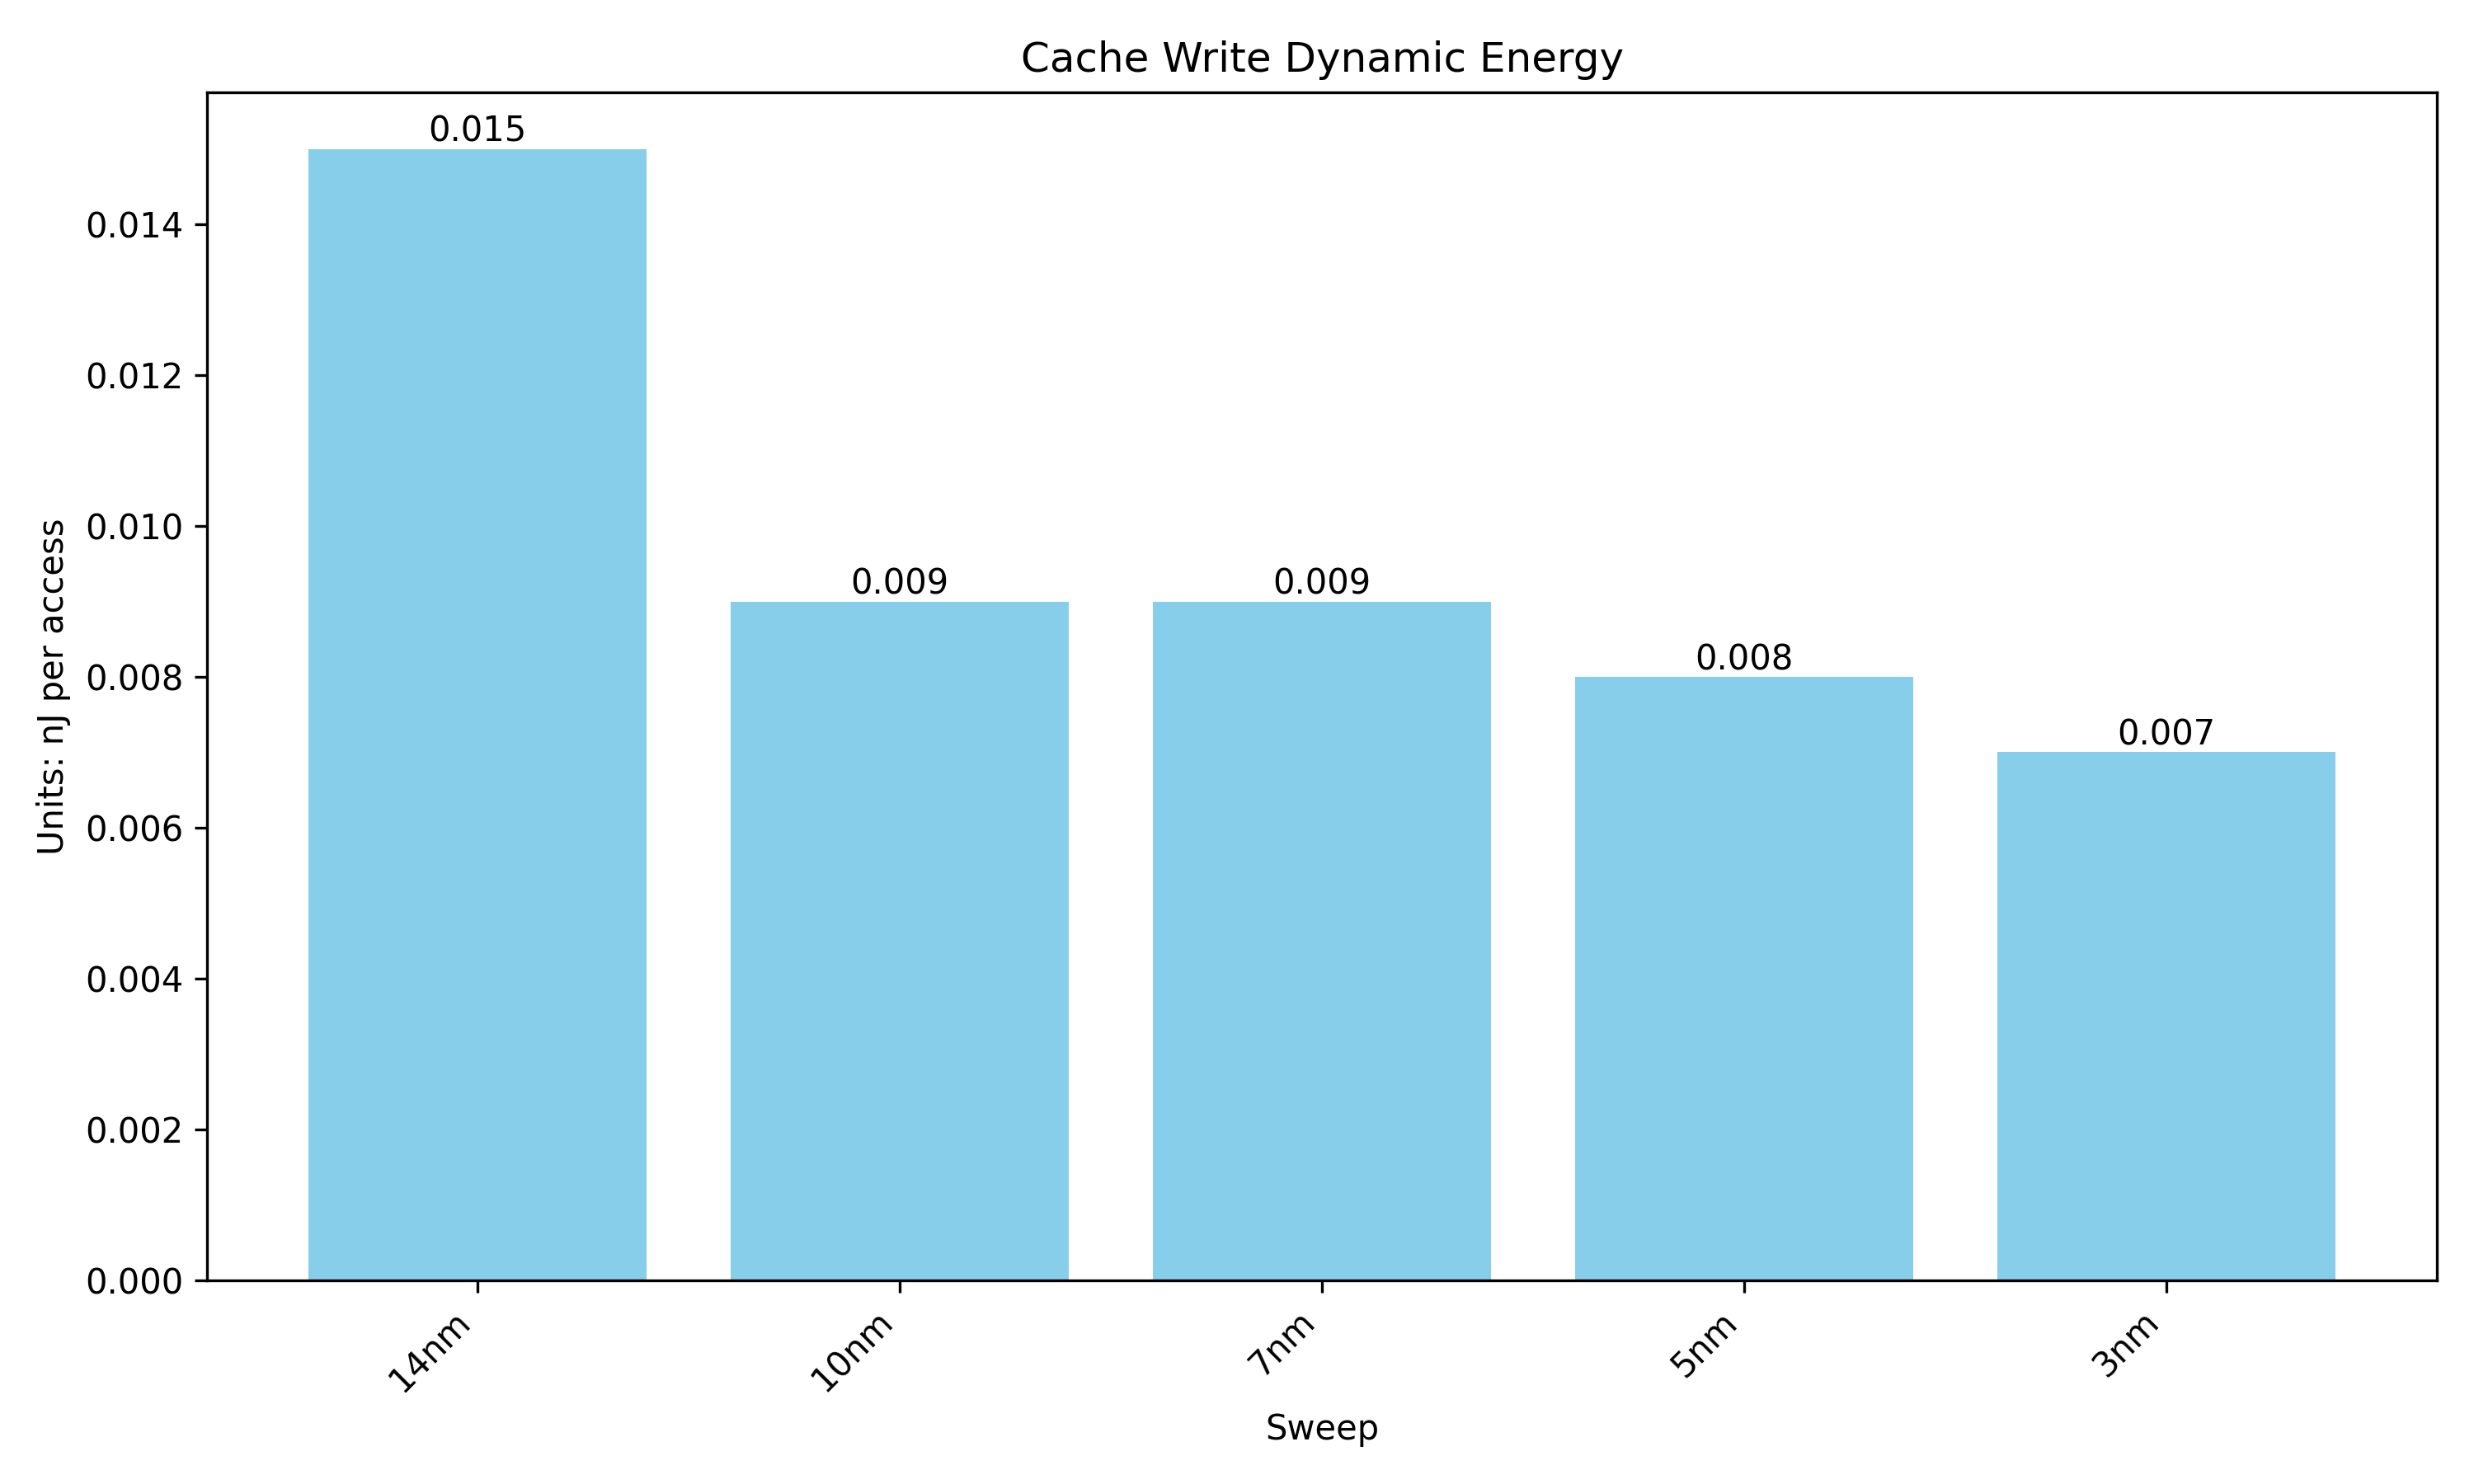 Cache Write Dynamic Energy
0.015
0.009
0.009
0.008
0.007
Units: nJ per access
0.014
0.012
0.010
0.008
0.006
0.004
0.002
0.000
14nm
10nm
7nm
5nm
3nm
Sweep